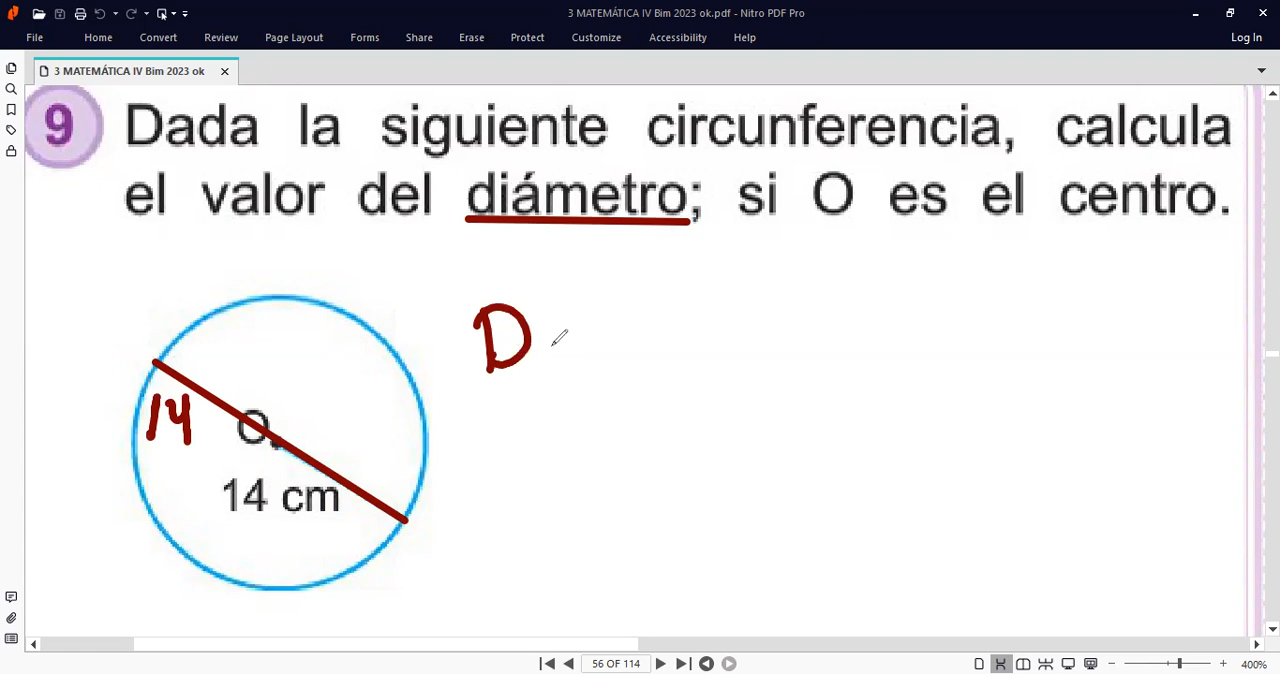 3 MATEMÁTICA IV Bim 2023 ok.pdf - Nitro PDF Pro
File Home Convert Review Page Layout Forms Share Erase Protect Customize Accessibility Help Log In
3 MATEMÁTICA IV Bim 2023 ok
9 Dada la siguiente circunferencia, calcula
el valor del diámetro; si O es el centro.
D
14 O
14 cm
56 OF 114
400%